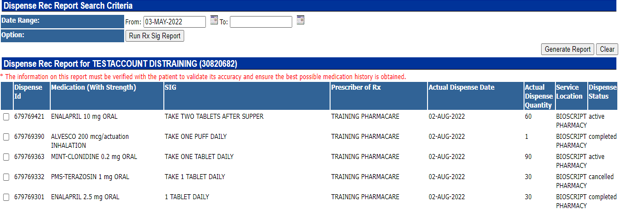 Dispense Rec Report Search Criteria
Date Range: From: 03-MAY-2022 To:
Option: Run Rx Sig Report
Generate Report Clear
Dispense Rec Report for TESTACCOUNT DISTRAINING (30820682)
* The information on this report must be verified with the patient to validate its accuracy and ensure the best possible medication history is obtained.
Dispense Id Medication (With Strength) SIG Prescriber of Rx Actual Dispense Date Actual Dispense Quantity Service Location Dispense Status
679769421 ENALAPRIL 10 mg ORAL TAKE TWO TABLETS AFTER SUPPER TRAINING PHARMACARE 02-AUG-2022 60 BIOSCRIPT PHARMACY active
679769390 ALVESCO 200 mcg/actuation INHALATION TAKE ONE PUFF DAILY TRAINING PHARMACARE 02-AUG-2022 1 BIOSCRIPT PHARMACY completed
679769363 MINT-CLONIDINE 0.2 mg ORAL TAKE ONE TABLET DAILY TRAINING PHARMACARE 02-AUG-2022 90 BIOSCRIPT PHARMACY active
679769332 PMS-TERAZOSIN 1 mg ORAL TAKE 1 TABLET DAILY TRAINING PHARMACARE 02-AUG-2022 30 BIOSCRIPT PHARMACY cancelled
679769301 ENALAPRIL 2.5 mg ORAL 1 TABLET DAILY TRAINING PHARMACARE 02-AUG-2022 30 BIOSCRIPT PHARMACY completed